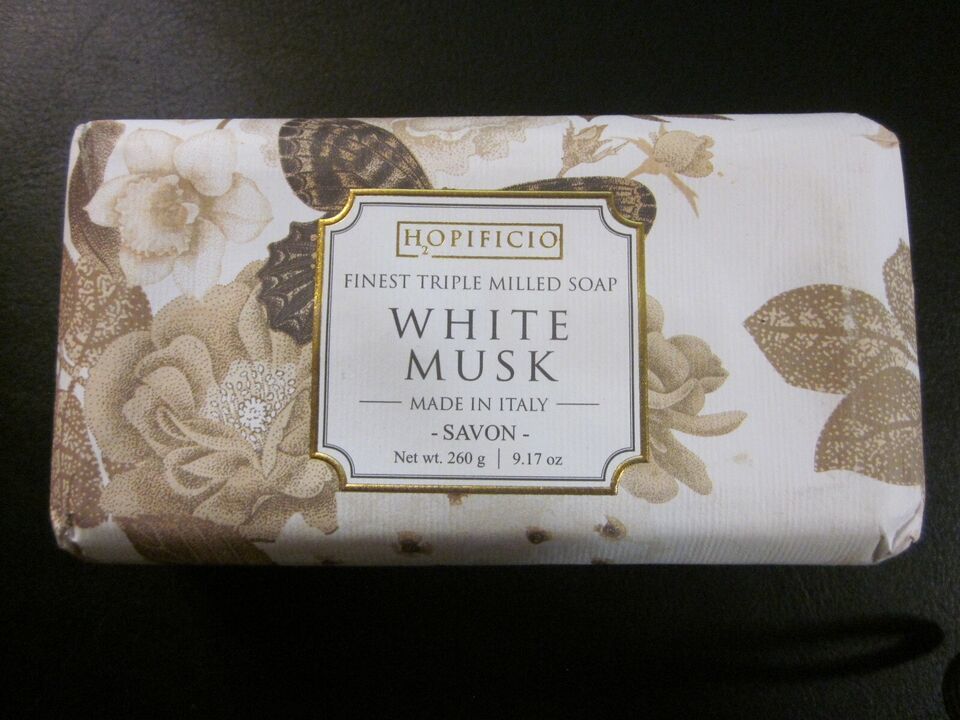 H2OPIFICIO
FINEST TRIPLE MILLED SOAP
WHITE
MUSK
MADE IN ITALY
- SAVON -
Net wt. 260 g | 9.17 oz